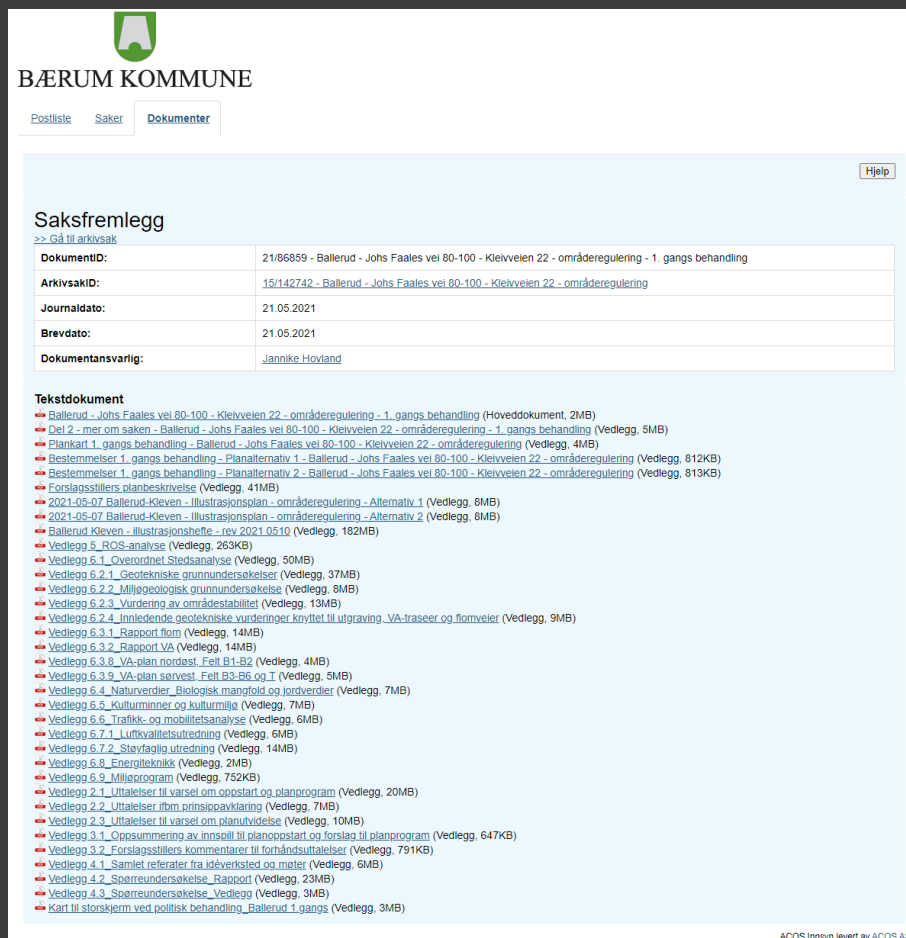 BÆRUM KOMMUNE
Postliste Saker Dokumenter
Hjelp
Saksfremlegg
>> Gå til arkivsak
DokumentID: 21/86859 - Ballerud - Johs Faales vei 80-100 - Kleivveien 22 - områderegulering - 1. gangs behandling
ArkivsakID: 15/142742 - Ballerud - Johs Faales vei 80-100 - Kleivveien 22 - områderegulering
Journaldato: 21.05.2021
Brevdato: 21.05.2021
Dokumentansvarlig: Jannike Hovland
Tekstdokument
Ballerud - Johs Faales vei 80-100 - Kleivveien 22 - områderegulering - 1. gangs behandling (Hoveddokument, 2MB)
Del 2 - mer om saken - Ballerud - Johs Faales vei 80-100 - Kleivveien 22 - områderegulering - 1. gangs behandling (Vedlegg, 5MB)
Plankart 1. gangs behandling - Ballerud - Johs Faales vei 80-100 - Kleivveien 22 - områderegulering (Vedlegg, 4MB)
Bestemmelser 1. gangs behandling - Planalternativ 1 - Ballerud - Johs Faales vei 80-100 - Kleivveien 22 - områderegulering (Vedlegg, 812KB)
Bestemmelser 1. gangs behandling - Planalternativ 2 - Ballerud - Johs Faales vei 80-100 - Kleivveien 22 - områderegulering (Vedlegg, 813KB)
Forslagsstillers planbeskrivelse (Vedlegg, 41MB)
2021-05-07 Ballerud-Kleven - Illustrasjonsplan - områderegulering - Alternativ 1 (Vedlegg, 8MB)
2021-05-07 Ballerud-Kleven - Illustrasjonsplan - områderegulering - Alternativ 2 (Vedlegg, 8MB)
Ballerud Kleven - illustrasjonshefte - rev 2021 0510 (Vedlegg, 182MB)
Vedlegg 5_ROS-analyse (Vedlegg, 263KB)
Vedlegg 6.1_Overordnet Stedsanalyse (Vedlegg, 50MB)
Vedlegg 6.2.1_Geotekniske grunnundersøkelser (Vedlegg, 37MB)
Vedlegg 6.2.2_Miljøgeologisk grunnundersøkelse (Vedlegg, 8MB)
Vedlegg 6.2.3_Vurdering av områdestabilitet (Vedlegg, 13MB)
Vedlegg 6.2.4_Innledende geotekniske vurderinger knyttet til utgraving, VA-traseer og flomveier (Vedlegg, 9MB)
Vedlegg 6.3.1_Rapport flom (Vedlegg, 14MB)
Vedlegg 6.3.2_Rapport VA (Vedlegg, 14MB)
Vedlegg 6.3.8_VA-plan nordøst, Felt B1-B2 (Vedlegg, 4MB)
Vedlegg 6.3.9_VA-plan sørvest, Felt B3-B6 og T (Vedlegg, 5MB)
Vedlegg 6.4_Naturverdier_Biologisk mangfold og jordverdier (Vedlegg, 7MB)
Vedlegg 6.5_Kulturminner og kulturmiljø (Vedlegg, 7MB)
Vedlegg 6.6_Trafikk- og mobilitetsanalyse (Vedlegg, 6MB)
Vedlegg 6.7.1_Luftkvalitetsutredning (Vedlegg, 6MB)
Vedlegg 6.7.2_Støyfaglig utredning (Vedlegg, 14MB)
Vedlegg 6.8_Energiteknikk (Vedlegg, 2MB)
Vedlegg 6.9_Miljøprogram (Vedlegg, 752KB)
Vedlegg 2.1_Uttalelser til varsel om oppstart og planprogram (Vedlegg, 20MB)
Vedlegg 2.2_Uttalelser ifbm prinsippavklaring (Vedlegg, 7MB)
Vedlegg 2.3_Uttalelser til varsel om planutvidelse (Vedlegg, 10MB)
Vedlegg 3.1_Oppsummering av innspill til planoppstart og forslag til planprogram (Vedlegg, 647KB)
Vedlegg 3.2_Forslagsstillers kommentarer til forhåndsuttalelser (Vedlegg, 791KB)
Vedlegg 4.1_Samlet referater fra idéverksted og møter (Vedlegg, 6MB)
Vedlegg 4.2_Spørreundersøkelse_Rapport (Vedlegg, 23MB)
Vedlegg 4.3_Spørreundersøkelse_Vedlegg (Vedlegg, 3MB)
Kart til storskjerm ved politisk behandling_Ballerud 1.gangs (Vedlegg, 3MB)
ACOS Innsyn levert av ACOS A